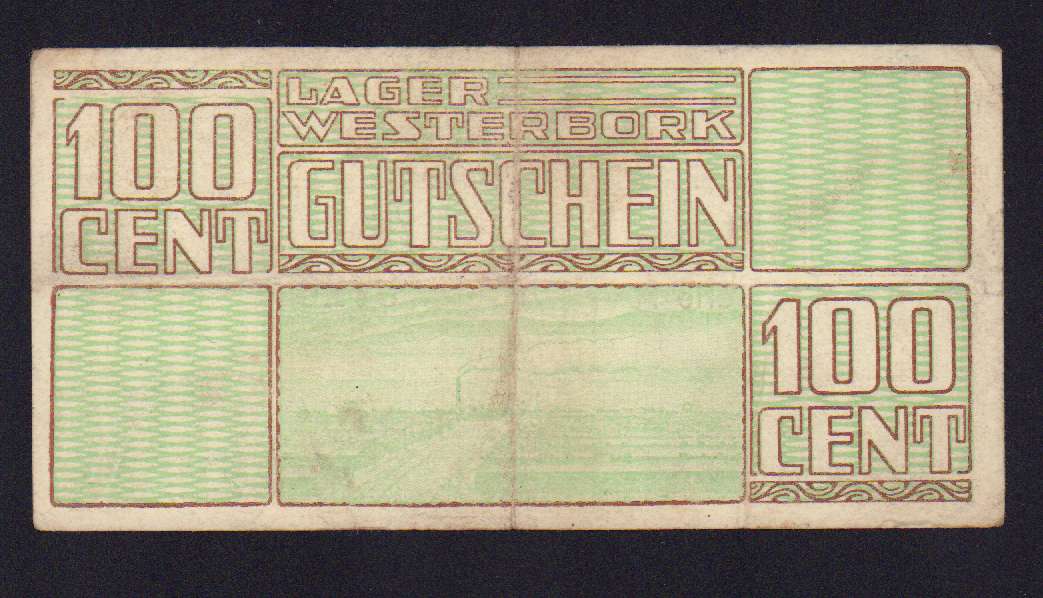 100
CENT
LAGER
WESTERBORK
GUTSCHEIN
100
CENT